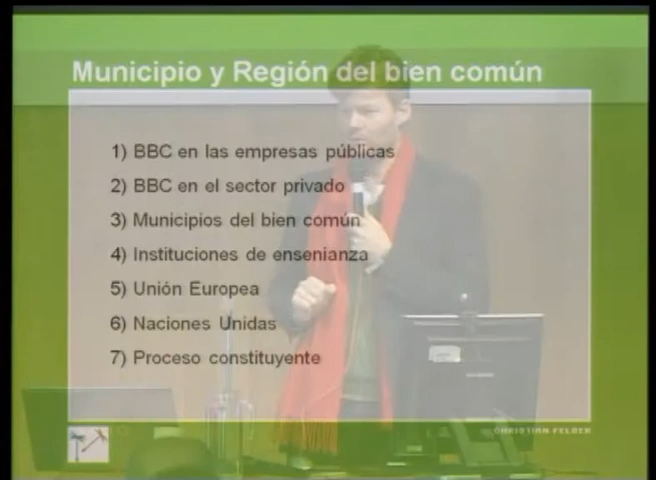 Municipio y Región del bien común
1) BBC en las empresas públicas
2) BBC en el sector privado
3) Municipios del bien común
4) Instituciones de ensenianza
5) Unión Europea
6) Naciones Unidas
7) Proceso constituyente
CHRISTIAN FELBER